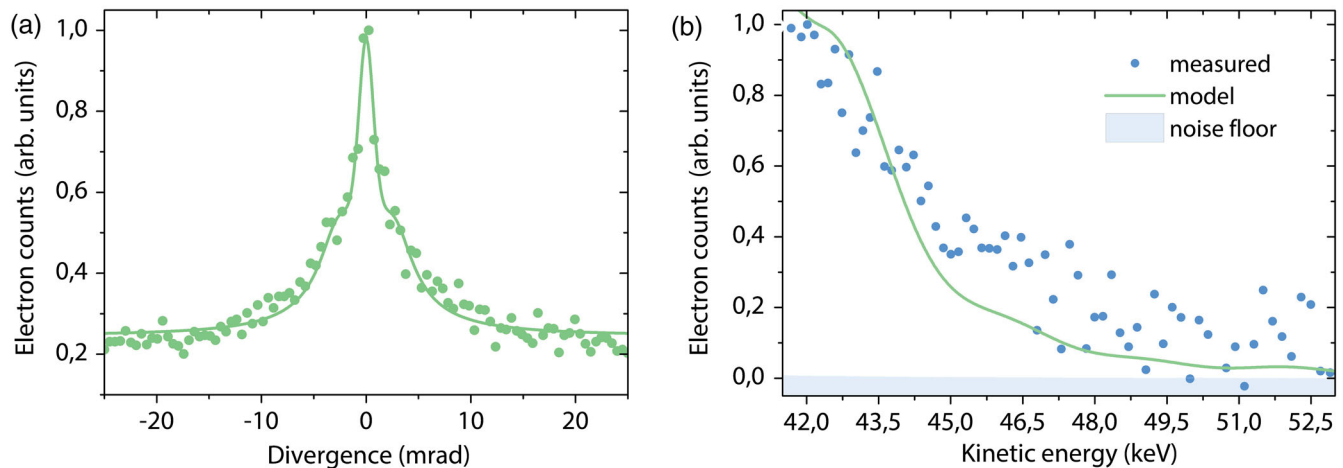 (a)
Electron counts (arb. units)
1,0
0,8
0,6
0,4
0,2
-20
-10
0
10
20
Divergence (mrad)
(b)
Electron counts (arb. units)
1,0
0,8
0,6
0,4
0,2
0,0
measured
model
noise floor
42,0
43,5
45,0
46,5
48,0
49,5
51,0
52,5
Kinetic energy (keV)